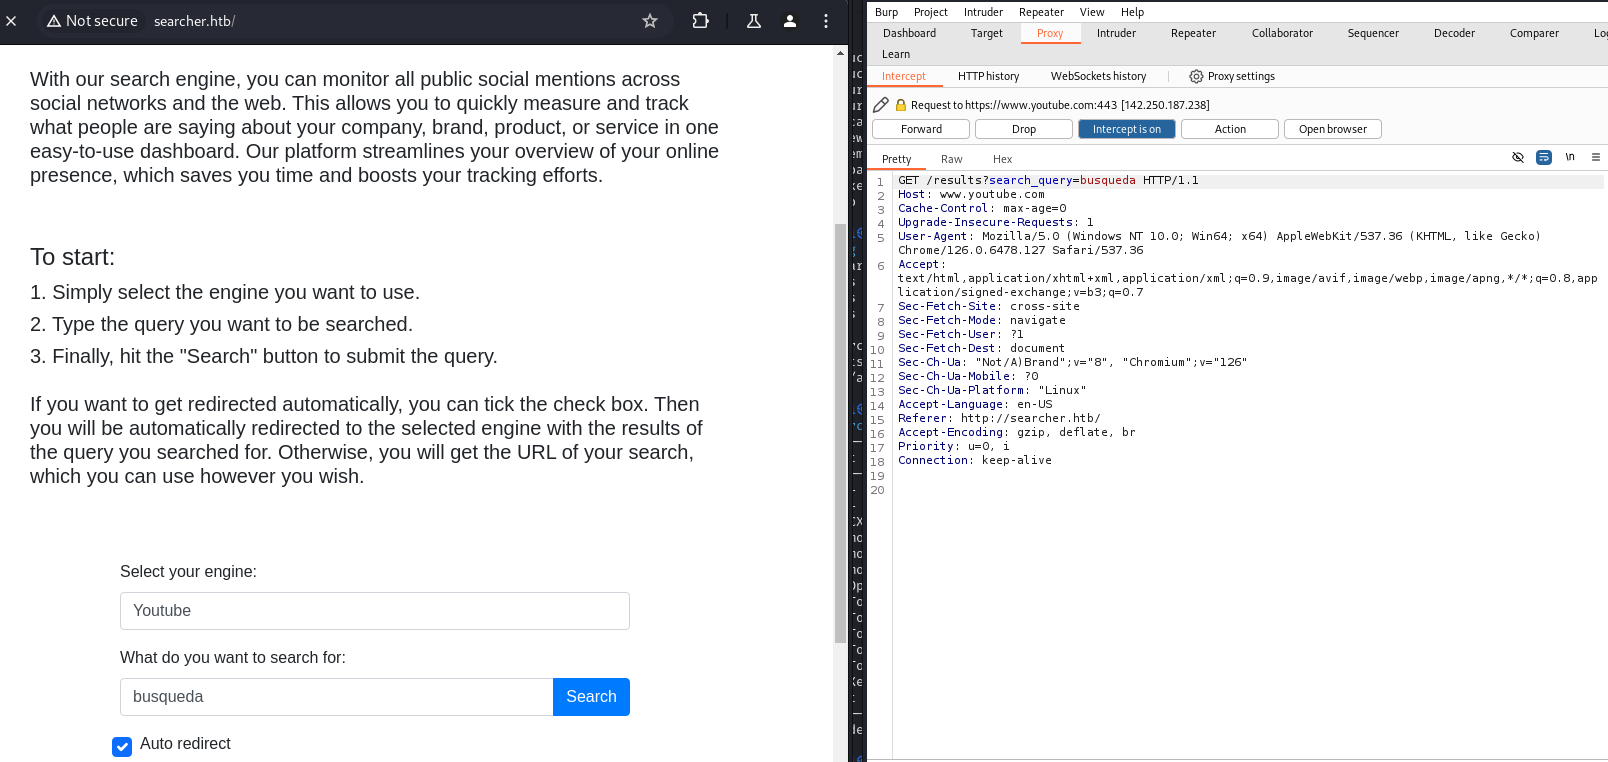 Not secure searcher.htb/
With our search engine, you can monitor all public social mentions across
social networks and the web. This allows you to quickly measure and track
what people are saying about your company, brand, product, or service in one
easy-to-use dashboard. Our platform streamlines your overview of your online
presence, which saves you time and boosts your tracking efforts.
To start:
1. Simply select the engine you want to use.
2. Type the query you want to be searched.
3. Finally, hit the "Search" button to submit the query.
If you want to get redirected automatically, you can tick the check box. Then
you will be automatically redirected to the selected engine with the results of
the query you searched for. Otherwise, you will get the URL of your search,
which you can use however you wish.
Select your engine:
Youtube
What do you want to search for:
busqueda Search
Auto redirect
Burp Project Intruder Repeater View Help
Dashboard Target Proxy Intruder Repeater Collaborator Sequencer Decoder Comparer
Learn
Intercept HTTP history WebSockets history Proxy settings
Request to https://www.youtube.com:443 [142.250.187.238]
Forward Drop Intercept is on Action Open browser
Pretty Raw Hex \n
1 GET /results?search_query=busqueda HTTP/1.1
2 Host: www.youtube.com
3 Cache-Control: max-age=0
4 Upgrade-Insecure-Requests: 1
5 User-Agent: Mozilla/5.0 (Windows NT 10.0; Win64; x64) AppleWebKit/537.36 (KHTML, like Gecko)
Chrome/126.0.6478.127 Safari/537.36
6 Accept:
text/html,application/xhtml+xml,application/xml;q=0.9,image/avif,image/webp,image/apng,*/*;q=0.8,app
lication/signed-exchange;v=b3;q=0.7
7 Sec-Fetch-Site: cross-site
8 Sec-Fetch-Mode: navigate
9 Sec-Fetch-User: ?1
10 Sec-Fetch-Dest: document
11 Sec-Ch-Ua: "Not/A)Brand";v="8", "Chromium";v="126"
12 Sec-Ch-Ua-Mobile: ?0
13 Sec-Ch-Ua-Platform: "Linux"
14 Accept-Language: en-US
15 Referer: http://searcher.htb/
16 Accept-Encoding: gzip, deflate, br
17 Priority: u=0, i
18 Connection: keep-alive
19
20